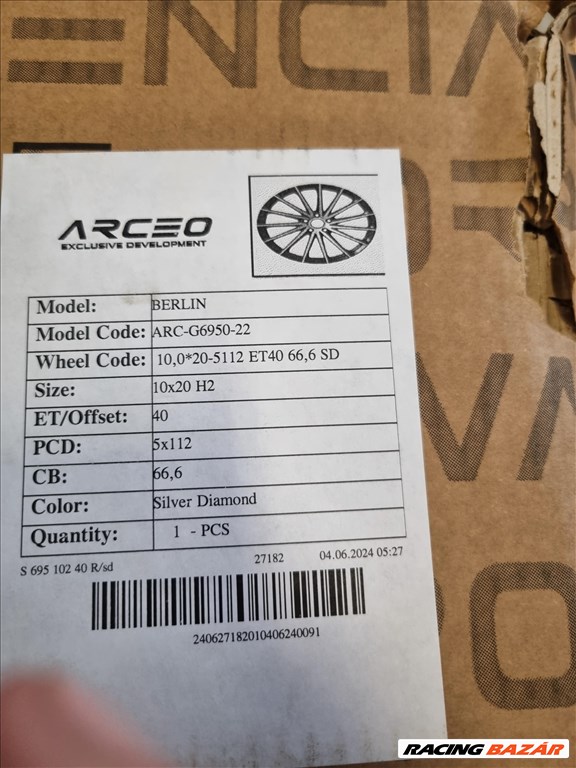 ENCIA
ARCEO
EXCLUSIVE DEVELOPMENT
Model: BERLIN
Model Code: ARC-G6950-22
Wheel Code: 10,0*20-5112 ET40 66,6 SD
Size: 10x20 H2
ET/Offset: 40
PCD: 5x112
CB: 66,6
Color: Silver Diamond
Quantity: 1 - PCS
S 695 102 40 R/sd 27182 04.06.2024 05:27
240627182010406240091
RACING BAZÁR